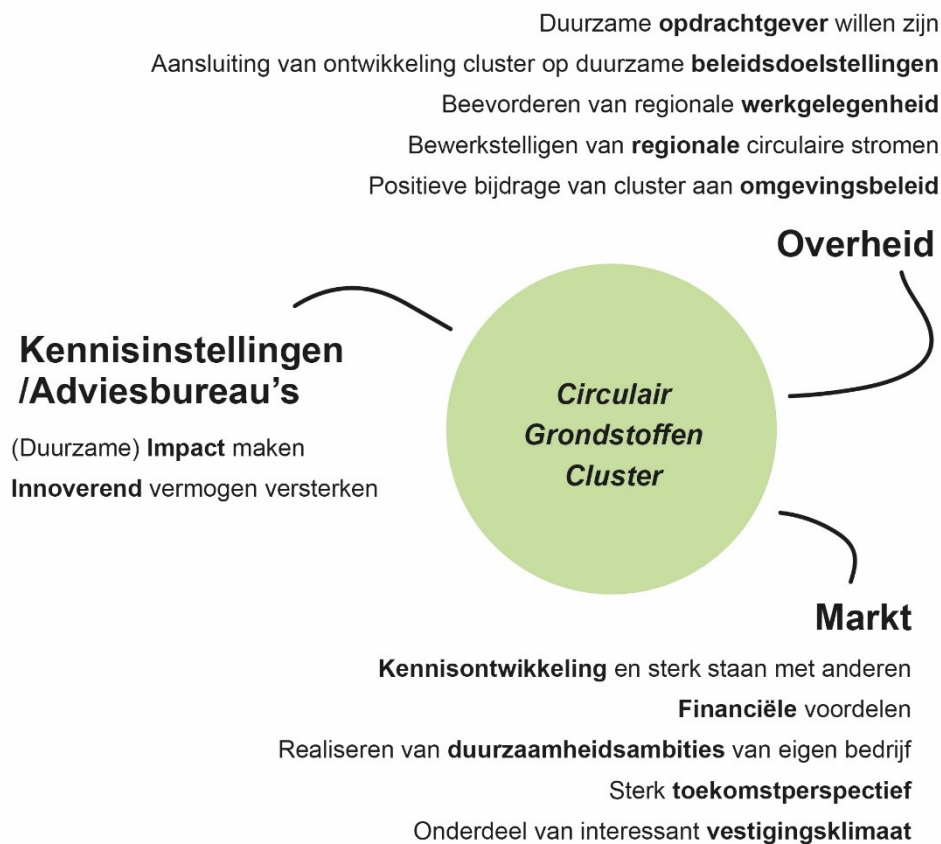 Duurzame opdrachtgever willen zijn
Aansluiting van ontwikkeling cluster op duurzame beleidsdoelstellingen
Beevorderen van regionale werkgelegenheid
Bewerkstelligen van regionale circulaire stromen
Positieve bijdrage van cluster aan omgevingsbeleid
Overheid
Kennisinstellingen
/Adviesbureau’s
(Duurzame) Impact maken
Innoverend vermogen versterken
Circulair
Grondstoffen
Cluster
Markt
Kennisontwikkeling en sterk staan met anderen
Financiële voordelen
Realiseren van duurzaamheidsambities van eigen bedrijf
Sterk toekomstperspectief
Onderdeel van interessant vestigingsklimaat